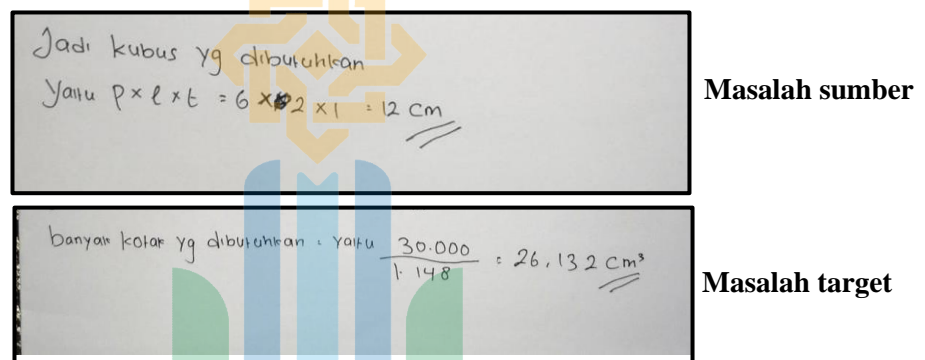 Jadi kubus yg dibutuhkan
Yaitu p × l × t = 6 × 2 × 1 = 12 cm
Masalah sumber
banyak kotak yg dibutuhkan : yaitu 30.000 / 1.148 = 26,132 cm³
Masalah target